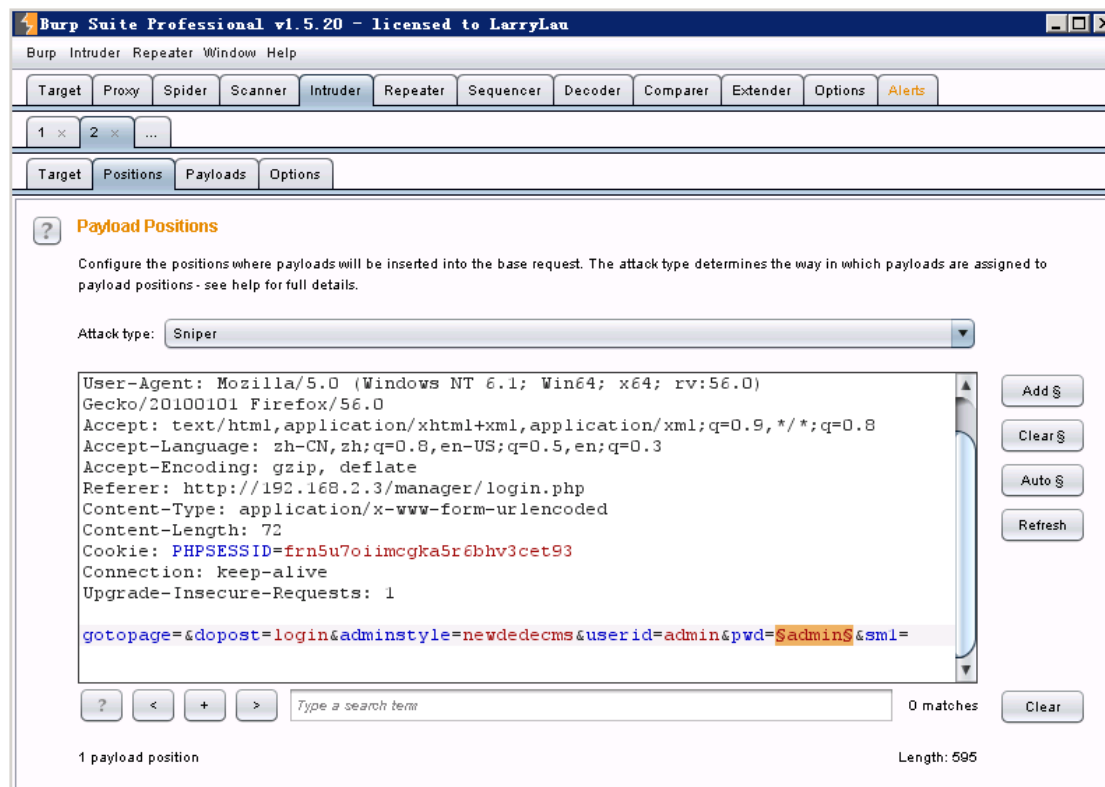 Burp Suite Professional v1.5.20 - licensed to LarryLau
Burp Intruder Repeater Window Help
Target Proxy Spider Scanner Intruder Repeater Sequencer Decoder Comparer Extender Options Alerts
1 × 2 × ...
Target Positions Payloads Options
? Payload Positions
Configure the positions where payloads will be inserted into the base request. The attack type determines the way in which payloads are assigned to
payload positions - see help for full details.
Attack type: Sniper
User-Agent: Mozilla/5.0 (Windows NT 6.1; Win64; x64; rv:56.0)
Gecko/20100101 Firefox/56.0
Accept: text/html,application/xhtml+xml,application/xml;q=0.9,*/*;q=0.8
Accept-Language: zh-CN,zh;q=0.8,en-US;q=0.5,en;q=0.3
Accept-Encoding: gzip, deflate
Referer: http://192.168.2.3/manager/login.php
Content-Type: application/x-www-form-urlencoded
Content-Length: 72
Cookie: PHPSESSID=frn5u7oiimcgka5r6bhv3cet93
Connection: keep-alive
Upgrade-Insecure-Requests: 1
gotopage=&dopost=login&adminstyle=newdedecms&userid=admin&pwd=§admin§&sm1=
Add §
Clear §
Auto §
Refresh
? < + > Type a search term 0 matches Clear
1 payload position Length: 595